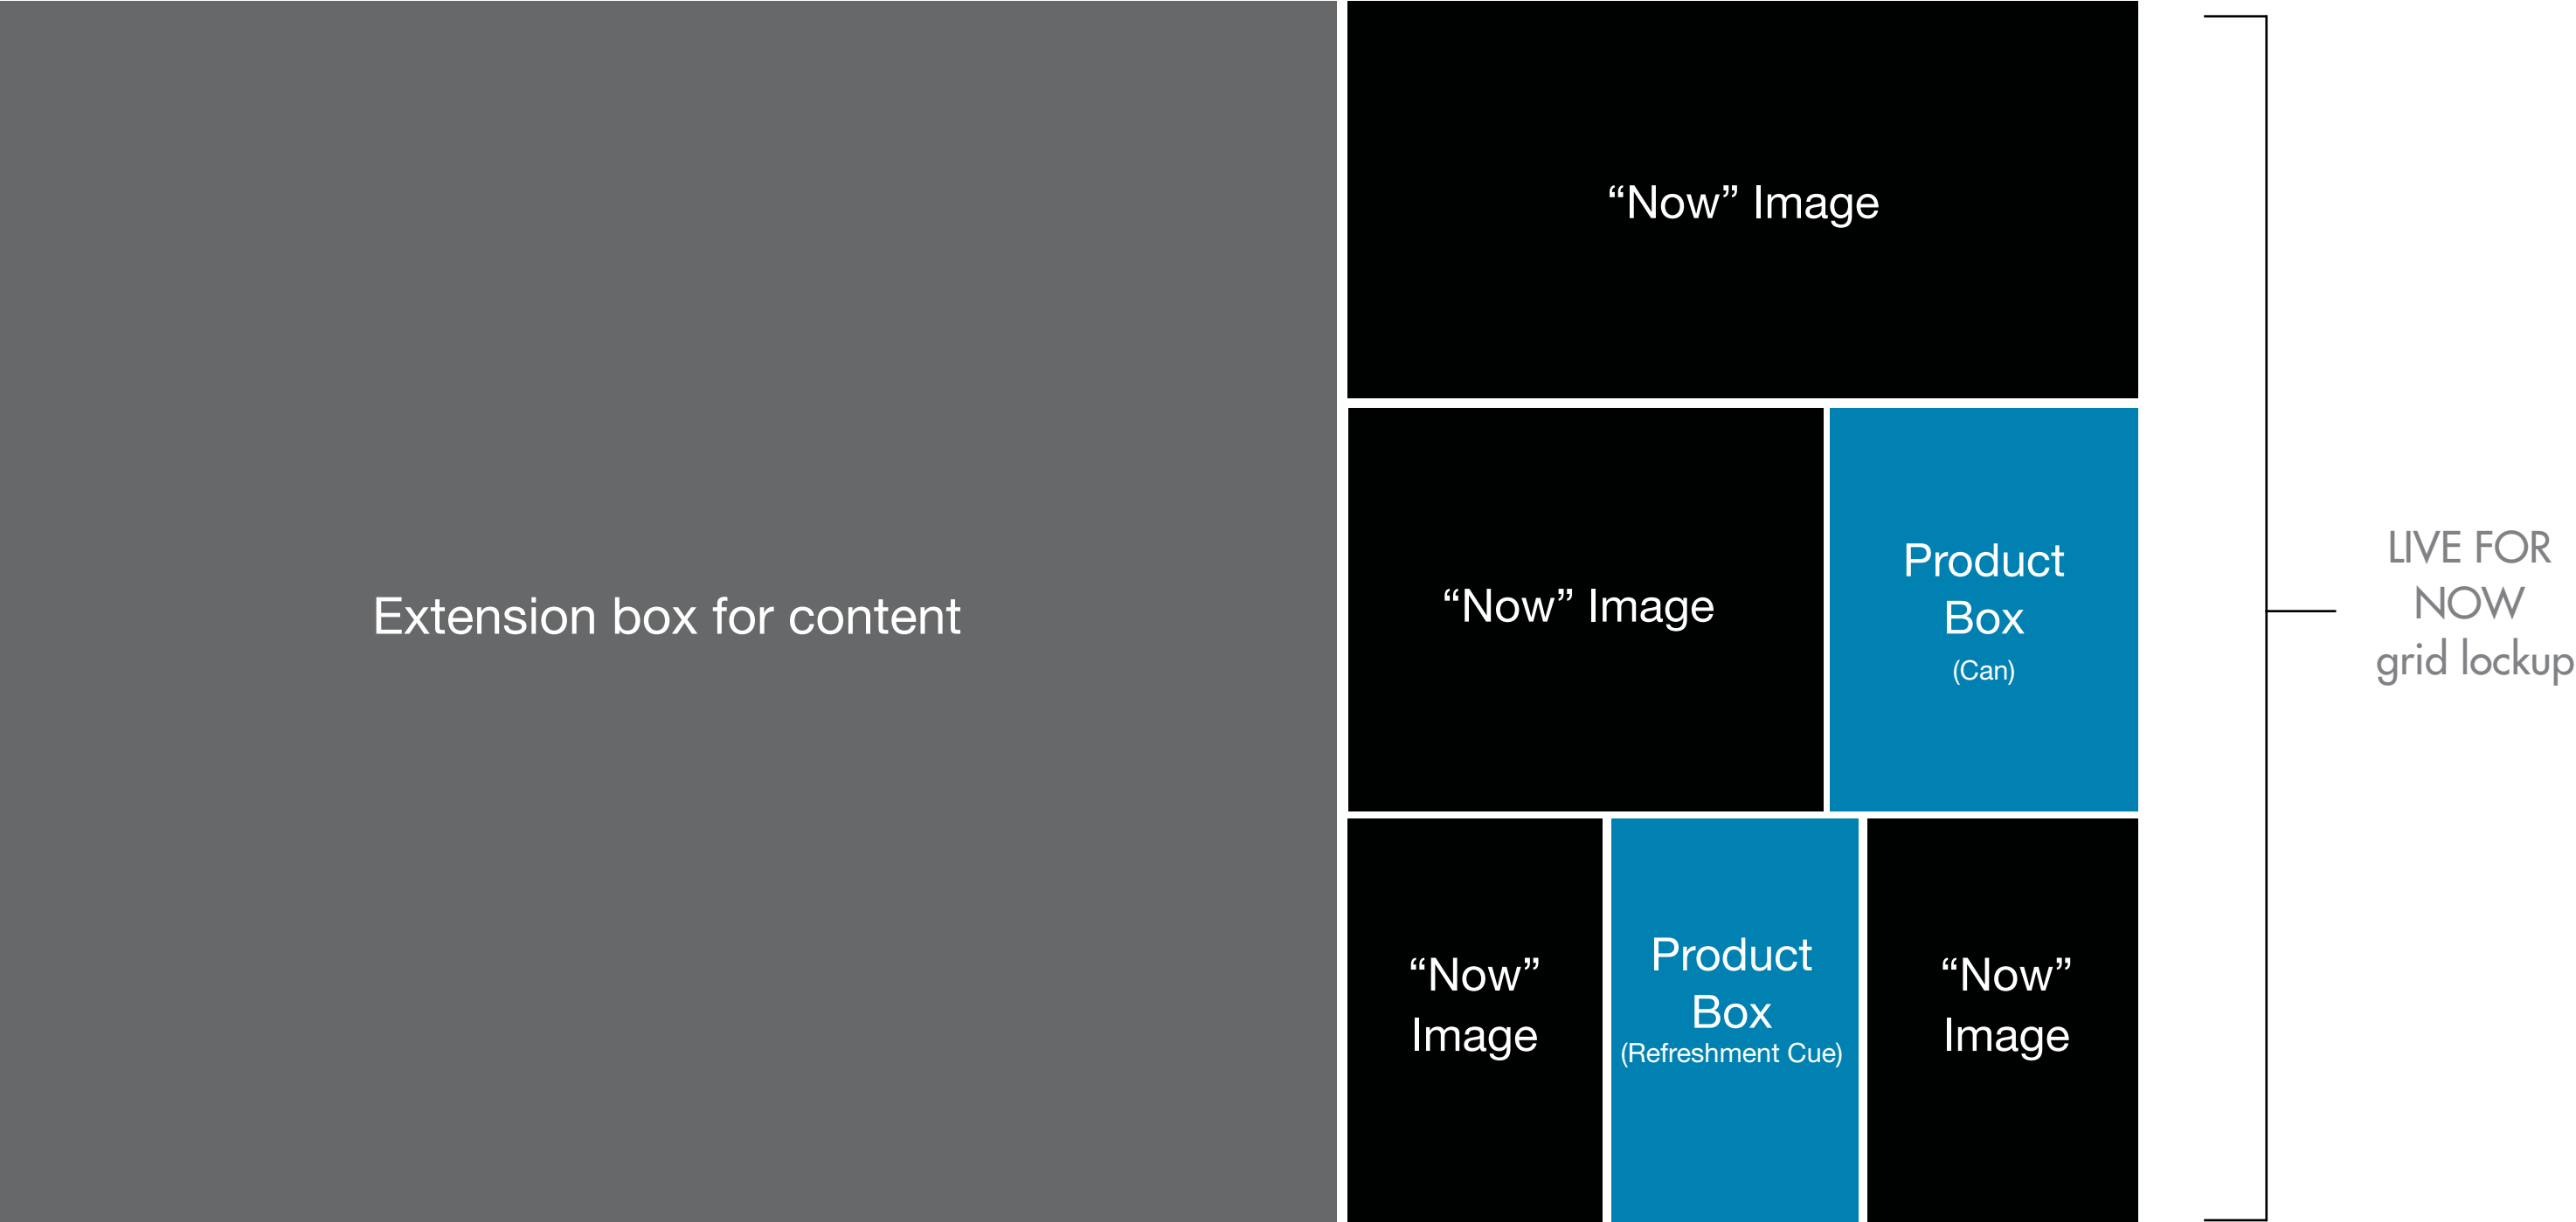 Extension box for content
“Now” Image
“Now” Image
Product
Box
(Can)
“Now”
Image
Product
Box
(Refreshment Cue)
“Now”
Image
LIVE FOR
NOW
grid lockup